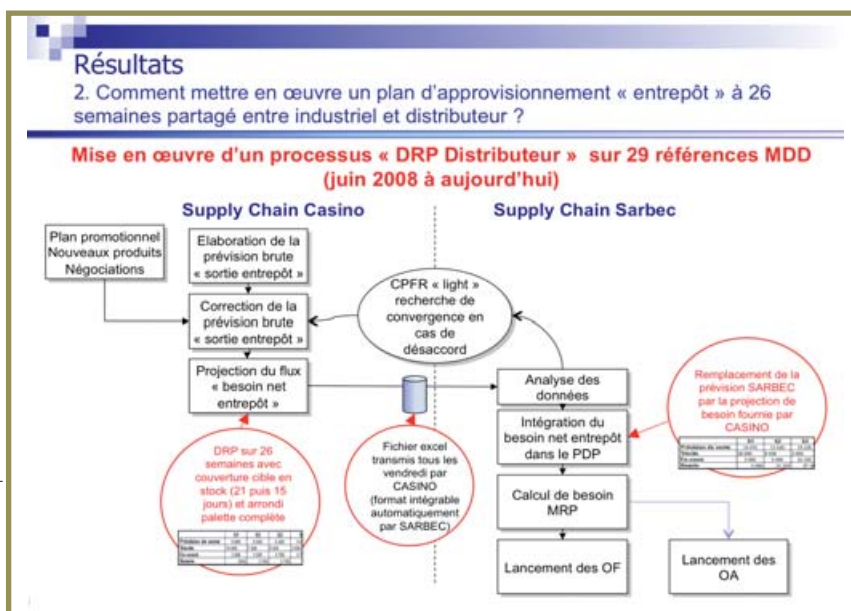 Résultats
2. Comment mettre en œuvre un plan d'approvisionnement « entrepôt » à 26
semaines partagé entre industriel et distributeur ?
Mise en œuvre d'un processus « DRP Distributeur » sur 29 références MDD
(juin 2008 à aujourd'hui)
Supply Chain Casino
Supply Chain Sarbec
Plan promotionnel
Nouveaux produits
Négociations
Elaboration de la
prévision brute
« sortie entrepôt »
CPFR « light »
recherche de
convergence en
cas de
désaccord
Correction de la
prévision brute
« sortie entrepôt »
Projection du flux
« besoin net
entrepôt »
Analyse des
données
Remplacement de la
prévision SARBEC
par la projection de
besoin fournie par
CASINO
Intégration du
besoin net entrepôt
dans le PDP
DRP sur 26
semaines avec
couverture cible en
stock (21 puis 15
jours) et arrondi
palette complète
Fichier excel
transmis tous les
vendredi par
CASINO
(format intégrable
automatiquement
par SARBEC)
Calcul de besoin
MRP
Lancement des OF
Lancement des
OA